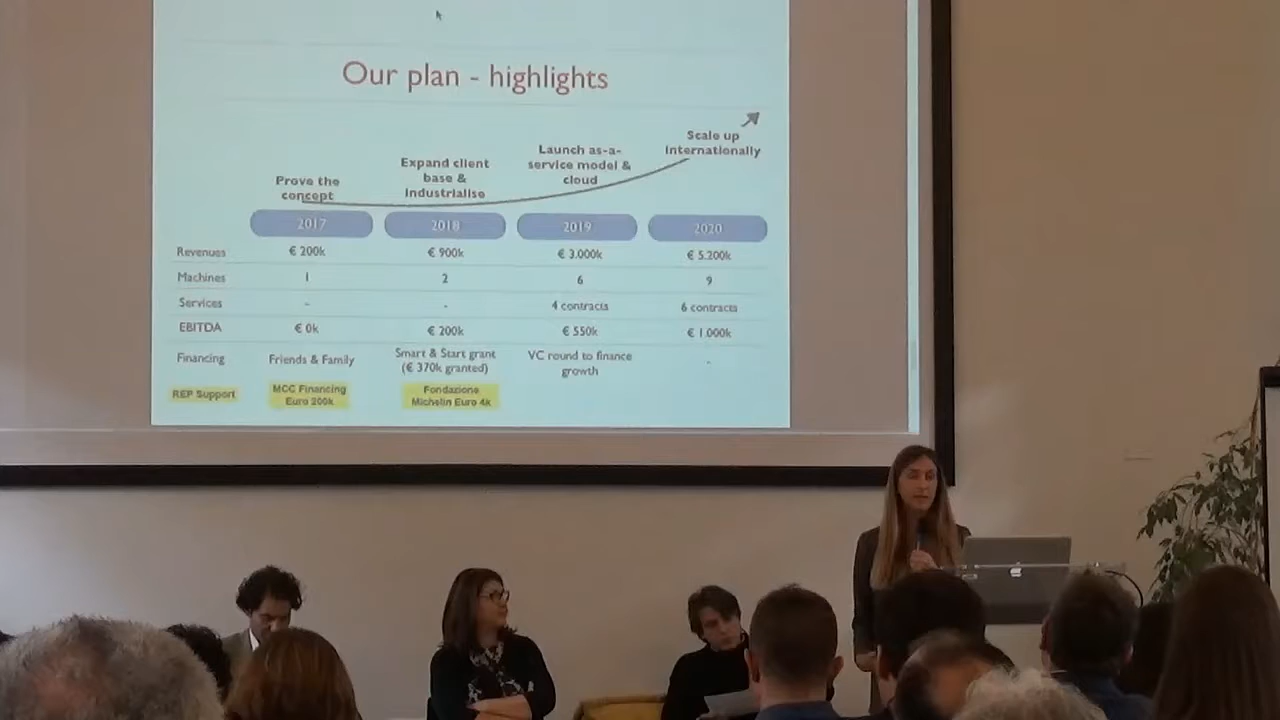 Our plan - highlights
Prove the
concept
Expand client
base &
industrialise
Launch as-a-
service model &
cloud
Scale up
internationally
2017 2018 2019 2020
Revenues € 200k € 900k € 3.000k € 5.200k
Machines 1 2 6 9
Services - - 4 contracts 6 contracts
EBITDA € 0k € 200k € 550k € 1.000k
Financing Friends & Family Smart & Start grant
(€ 370k granted) VC round to finance
growth -
REP Support MCC Financing
Euro 200k Fondazione
Michelin Euro 4k